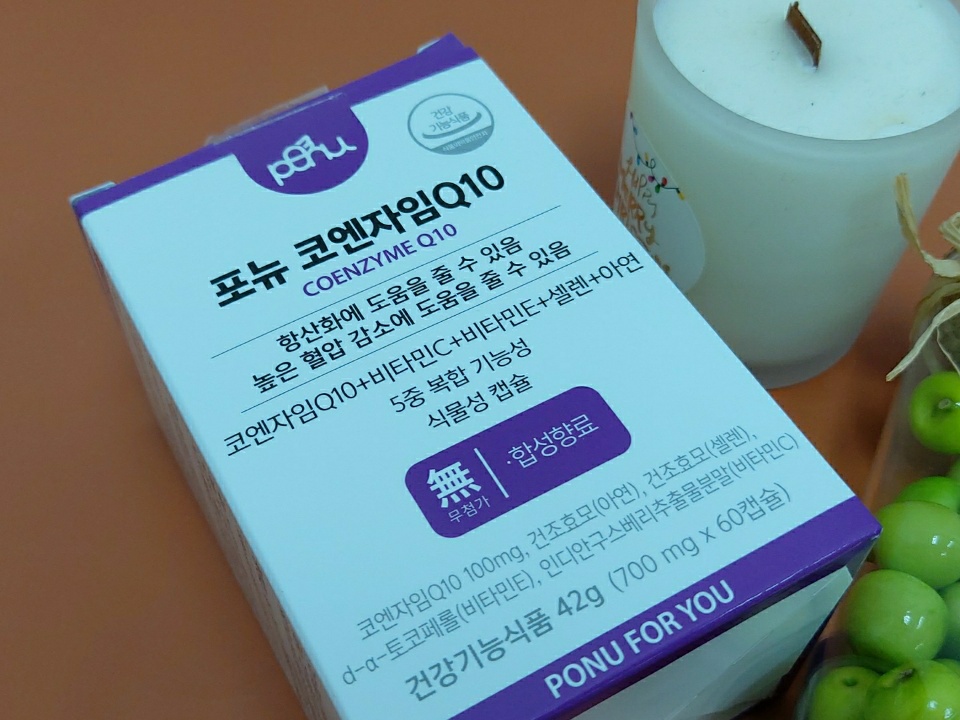 ponu
건강
기능식품
포뉴 코엔자임Q10
COENZYME Q10
항산화에 도움을 줄 수 있음
높은 혈압 감소에 도움을 줄 수 있음
코엔자임Q10+비타민C+비타민E+셀렌+아연
5중 복합 기능성
식물성 캡슐
無
무첨가
·합성향료
코엔자임Q10 100mg, 건조효모(아연), 건조효모(셀렌),
d-α-토코페롤(비타민E), 인디안구스베리추출물분말(비타민C)
건강기능식품 42g (700 mg x 60캡슐)
PONU FOR YOU